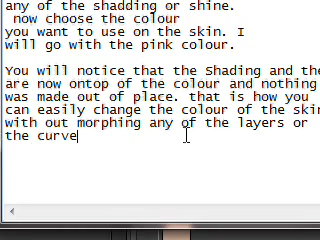 any of the shadding or shine.
now choose the colour
you want to use on the skin. I
will go with the pink colour.
You will notice that the Shading and the
are now ontop of the colour and nothing
was made out of place. that is how you
can easily change the colour of the skin
with out morphing any of the layers or
the curve